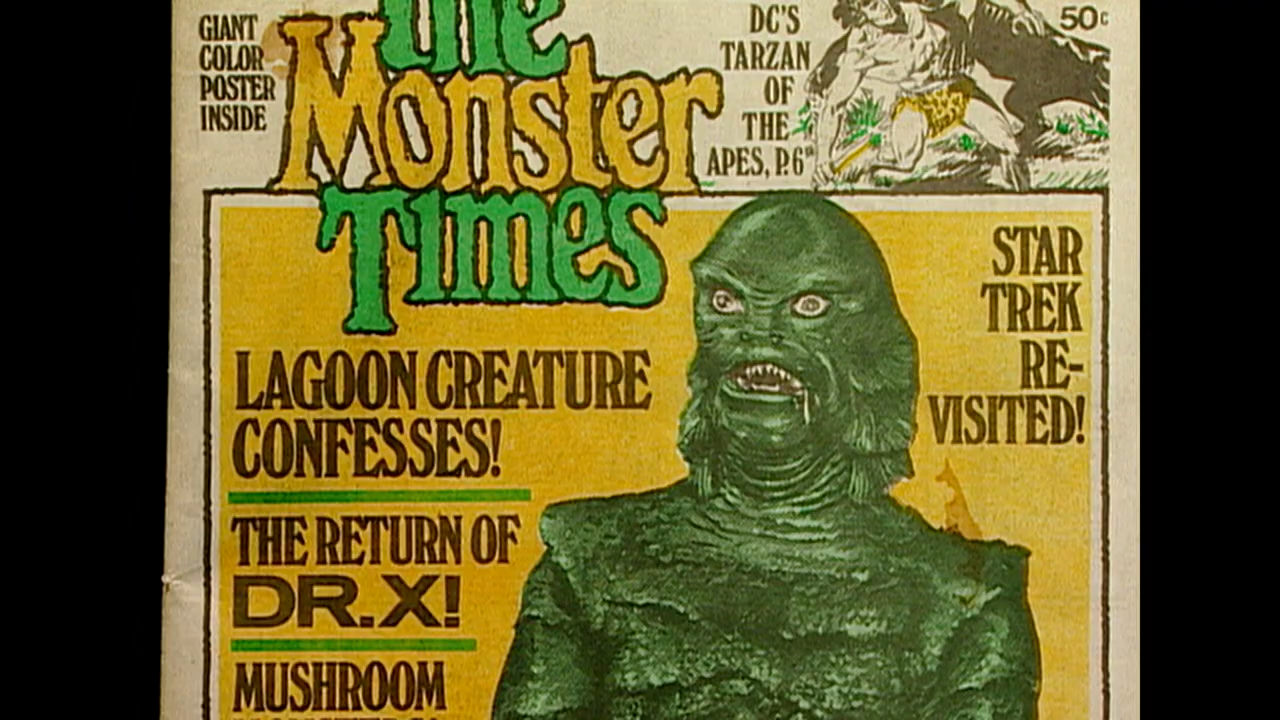 GIANT
COLOR
POSTER
INSIDE
the
Monster
Times
DC'S
TARZAN
OF
THE
APES, P.6
50¢
STAR
TREK
RE-
VISITED!
LAGOON CREATURE
CONFESSES!
THE RETURN OF
DR.X!
MUSHROOM